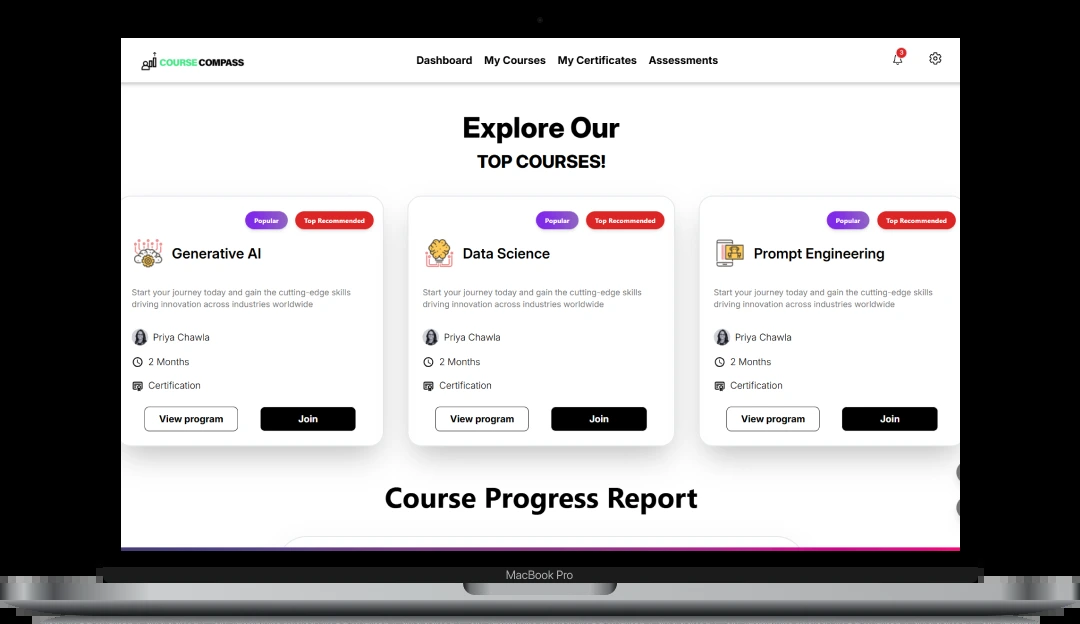 COURSECOMPASS
Dashboard My Courses My Certificates Assessments
3
Explore Our
TOP COURSES!
Popular Top Recommended
Generative AI
Start your journey today and gain the cutting-edge skills
driving innovation across industries worldwide
Priya Chawla
2 Months
Certification
View program Join
Popular Top Recommended
Data Science
Start your journey today and gain the cutting-edge skills
driving innovation across industries worldwide
Priya Chawla
2 Months
Certification
View program Join
Popular Top Recommended
Prompt Engineering
Start your journey today and gain the cutting-edge skills
driving innovation across industries worldwide
Priya Chawla
2 Months
Certification
View program Join
Course Progress Report
MacBook Pro